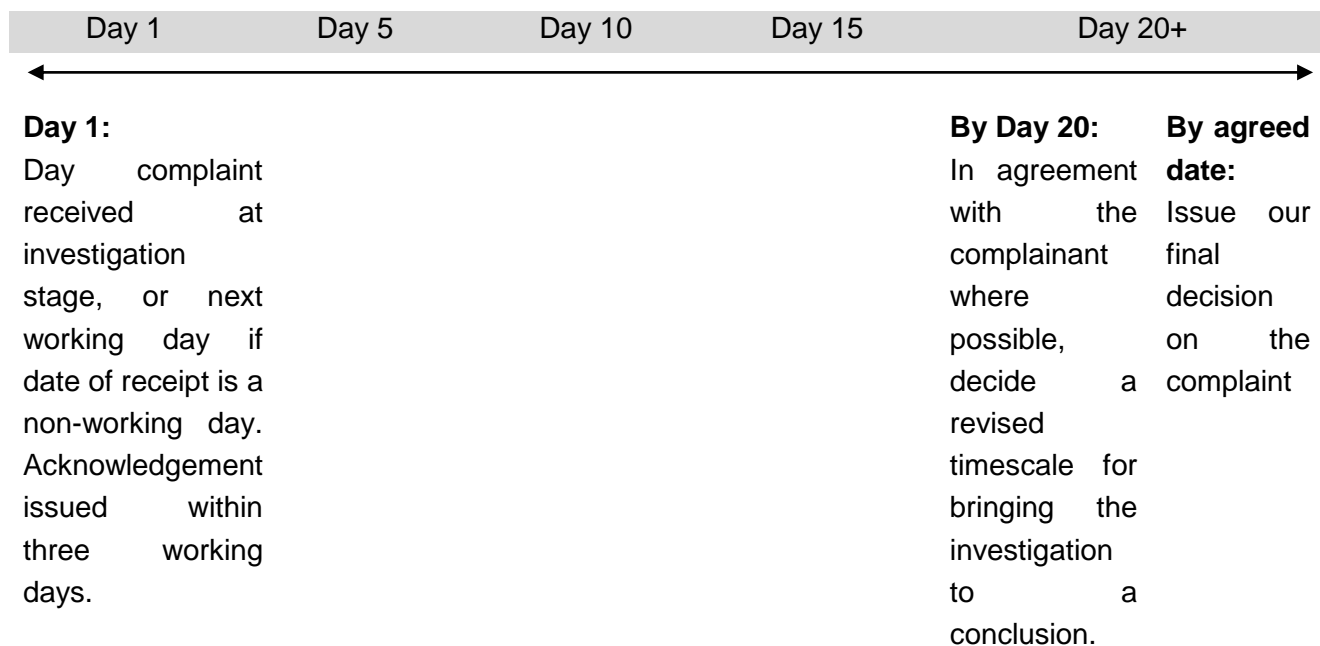 Day 1 Day 5 Day 10 Day 15 Day 20+
Day 1:
Day complaint
received at
investigation
stage, or next
working day if
date of receipt is a
non-working day.
Acknowledgement
issued within
three working
days.
By Day 20:
In agreement
with the
complainant
where
possible,
decide a
revised
timescale for
bringing the
investigation
to a
conclusion.
By agreed
date:
Issue our
final
decision
on the
complaint